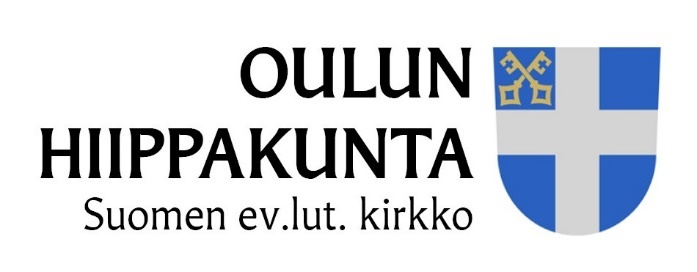 OULUN
HIIPPAKUNTA
Suomen ev.lut. kirkko